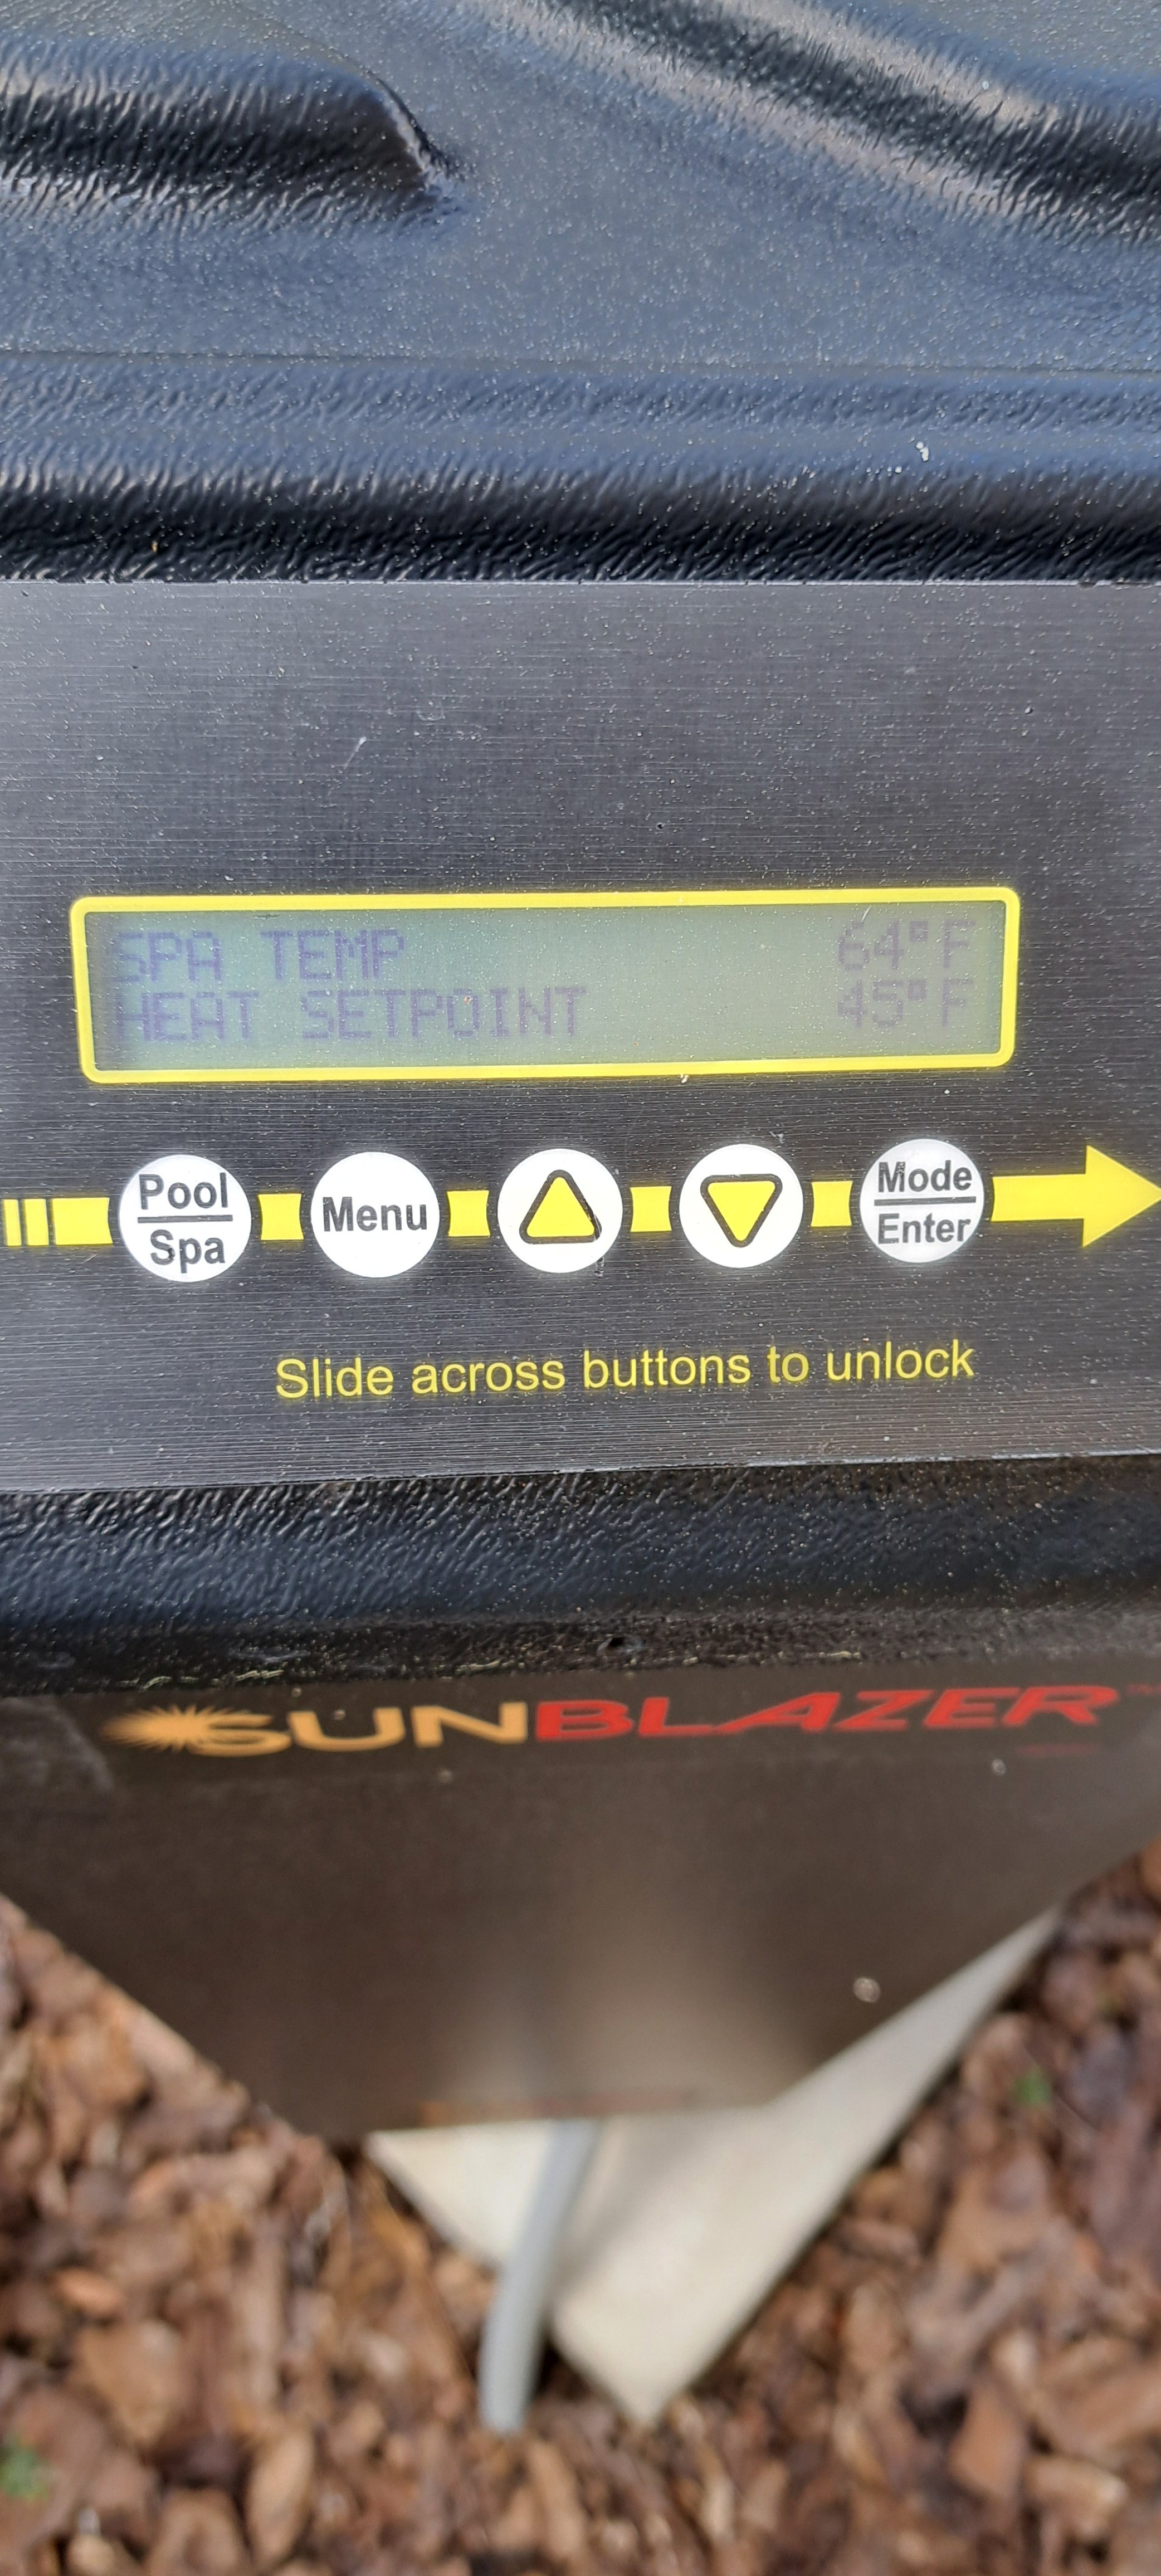 SPA TEMP 64°F
HEAT SETPOINT 45°F
Pool
Spa
Menu
Mode
Enter
Slide across buttons to unlock
SUNBLAZER